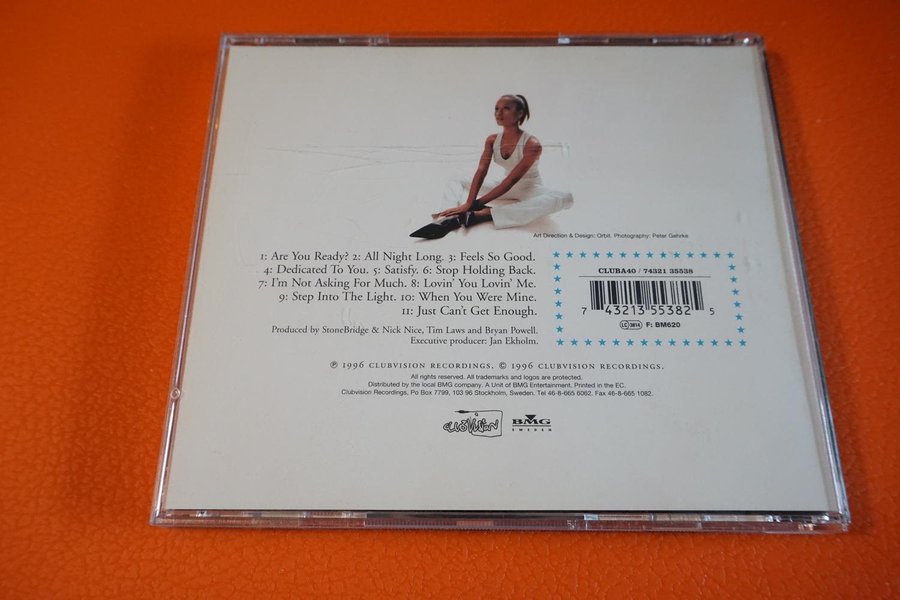 Art Direction & Design: Orbit. Photography: Peter Gehrke
1: Are You Ready? 2: All Night Long. 3: Feels So Good.
4: Dedicated To You. 5: Satisfy. 6: Stop Holding Back.
7: I'm Not Asking For Much. 8: Lovin' You Lovin' Me.
9: Step Into The Light. 10: When You Were Mine.
11: Just Can't Get Enough.
Produced by StoneBridge & Nick Nice, Tim Laws and Bryan Powell.
Executive producer: Jan Ekholm.
CLUBA40 / 74321 35538
7 43213 55382 5
LC 3614 F: BM620
℗ 1996 CLUBVISION RECORDINGS, © 1996 CLUBVISION RECORDINGS.
All rights reserved. All trademarks and logos are protected.
Distributed by the local BMG company. A Unit of BMG Entertainment. Printed in the EC.
Clubvision Recordings, Po Box 7799, 103 96 Stockholm, Sweden. Tel 46-8-665 6062. Fax 46-8-665 1082.
CLUBVISION
BMG
SWEDEN